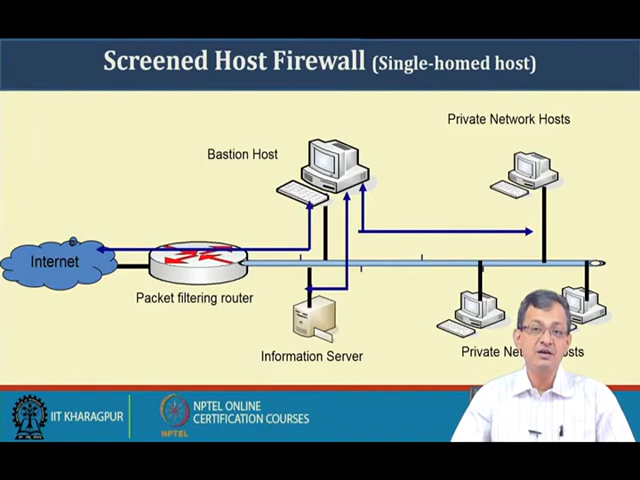 Screened Host Firewall (Single-homed host)
Private Network Hosts
Bastion Host
Internet
Packet filtering router
Information Server
Private Ne
sts
IIT KHARAGPUR
NPTEL
NPTEL ONLINE
CERTIFICATION COURSES